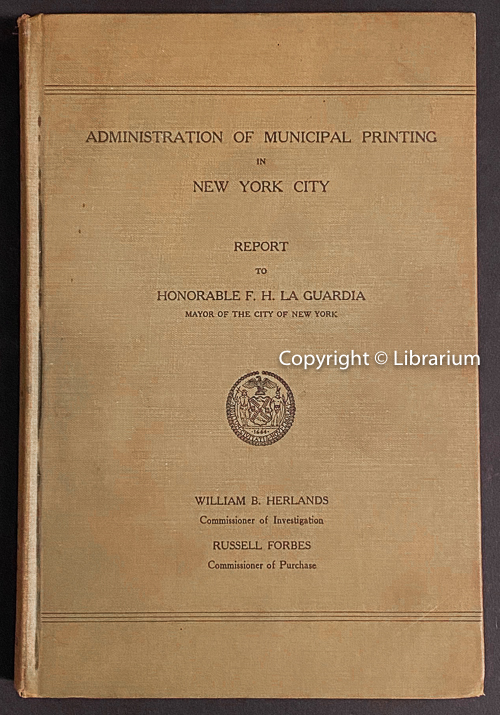 ADMINISTRATION OF MUNICIPAL PRINTING
IN
NEW YORK CITY
REPORT
TO
HONORABLE F. H. LA GUARDIA
MAYOR OF THE CITY OF NEW YORK
Copyright © Librarium
1664
WILLIAM B. HERLANDS
Commissioner of Investigation
RUSSELL FORBES
Commissioner of Purchase